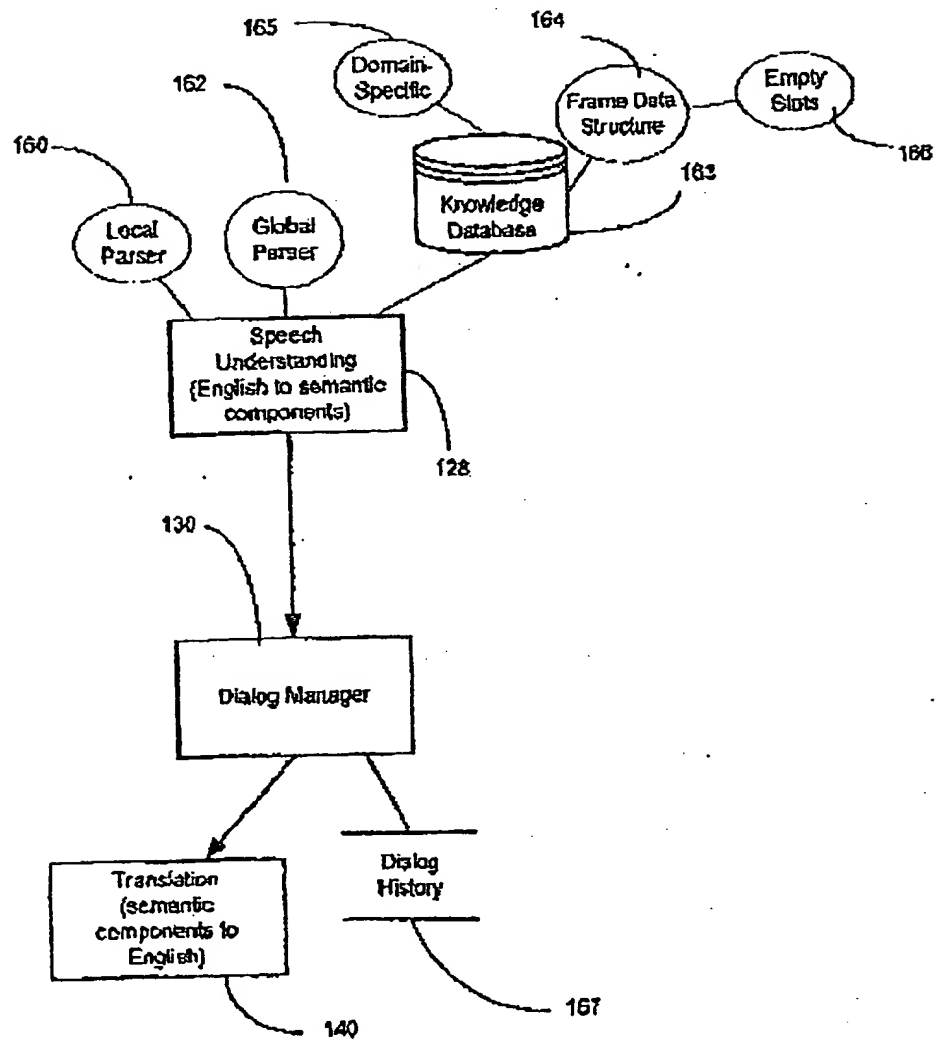 165
164
162
160
Domain-
Specific
Frame Data
Structure
Empty
Slots
166
163
Local
Parser
Global
Parser
Knowledge
Database
Speech
Understanding
(English to semantic
components)
128
130
Dialog Manager
Translation
(semantic
components to
English)
Dialog
History
167
140